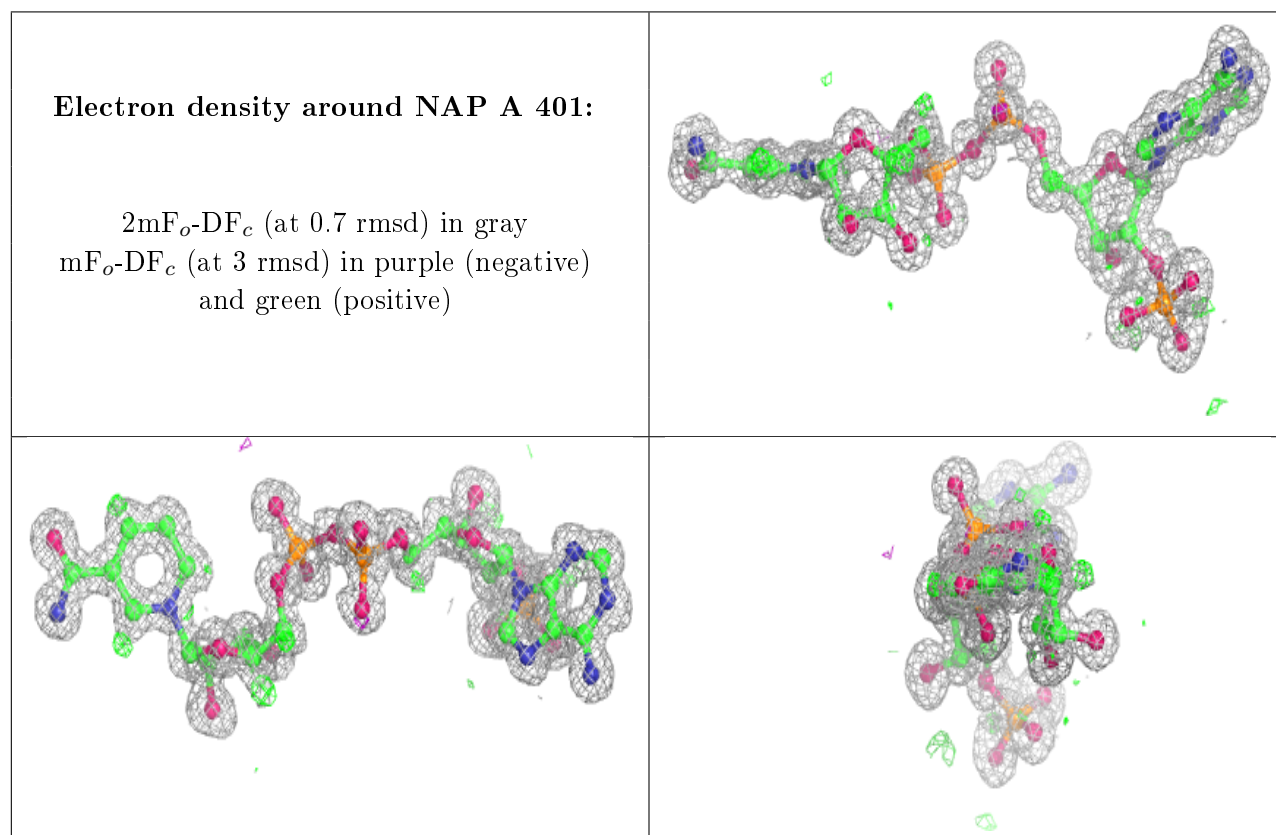 Electron density around NAP A 401:
2mFₒ-DF𝒸 (at 0.7 rmsd) in gray
mFₒ-DF𝒸 (at 3 rmsd) in purple (negative)
and green (positive)